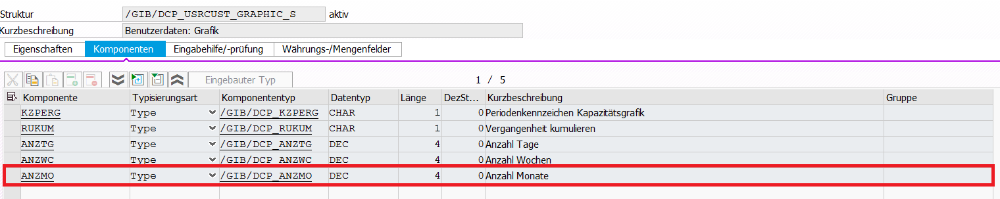 Struktur /GIB/DCP_USRCUST_GRAPHIC_S aktiv
Kurzbeschreibung Benutzerdaten: Grafik
Eigenschaften Komponenten Eingabehilfe/-prüfung Währungs-/Mengenfelder
Eingebauter Typ 1 / 5
Komponente Typisierungsart Komponententyp Datentyp Länge DezSt... Kurzbeschreibung Gruppe
KZPERG Type /GIB/DCP_KZPERG CHAR 1 0 Periodenkennzeichen Kapazitätsgrafik
RUKUM Type /GIB/DCP_RUKUM CHAR 1 0 Vergangenheit kumulieren
ANZTG Type /GIB/DCP_ANZTG DEC 4 0 Anzahl Tage
ANZWC Type /GIB/DCP_ANZWC DEC 4 0 Anzahl Wochen
ANZMO Type /GIB/DCP_ANZMO DEC 4 0 Anzahl Monate